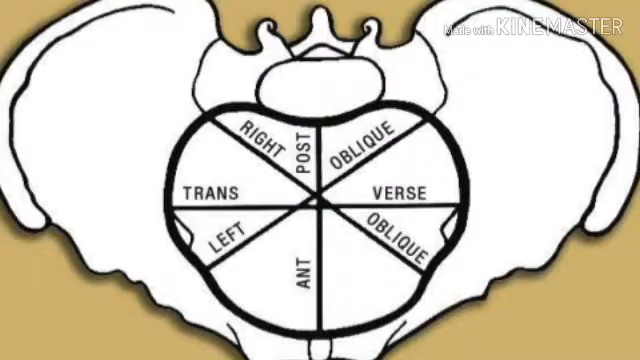 Made with KINEMASTER
RIGHT
POST
OBLIQUE
TRANS
VERSE
LEFT
OBLIQUE
ANT